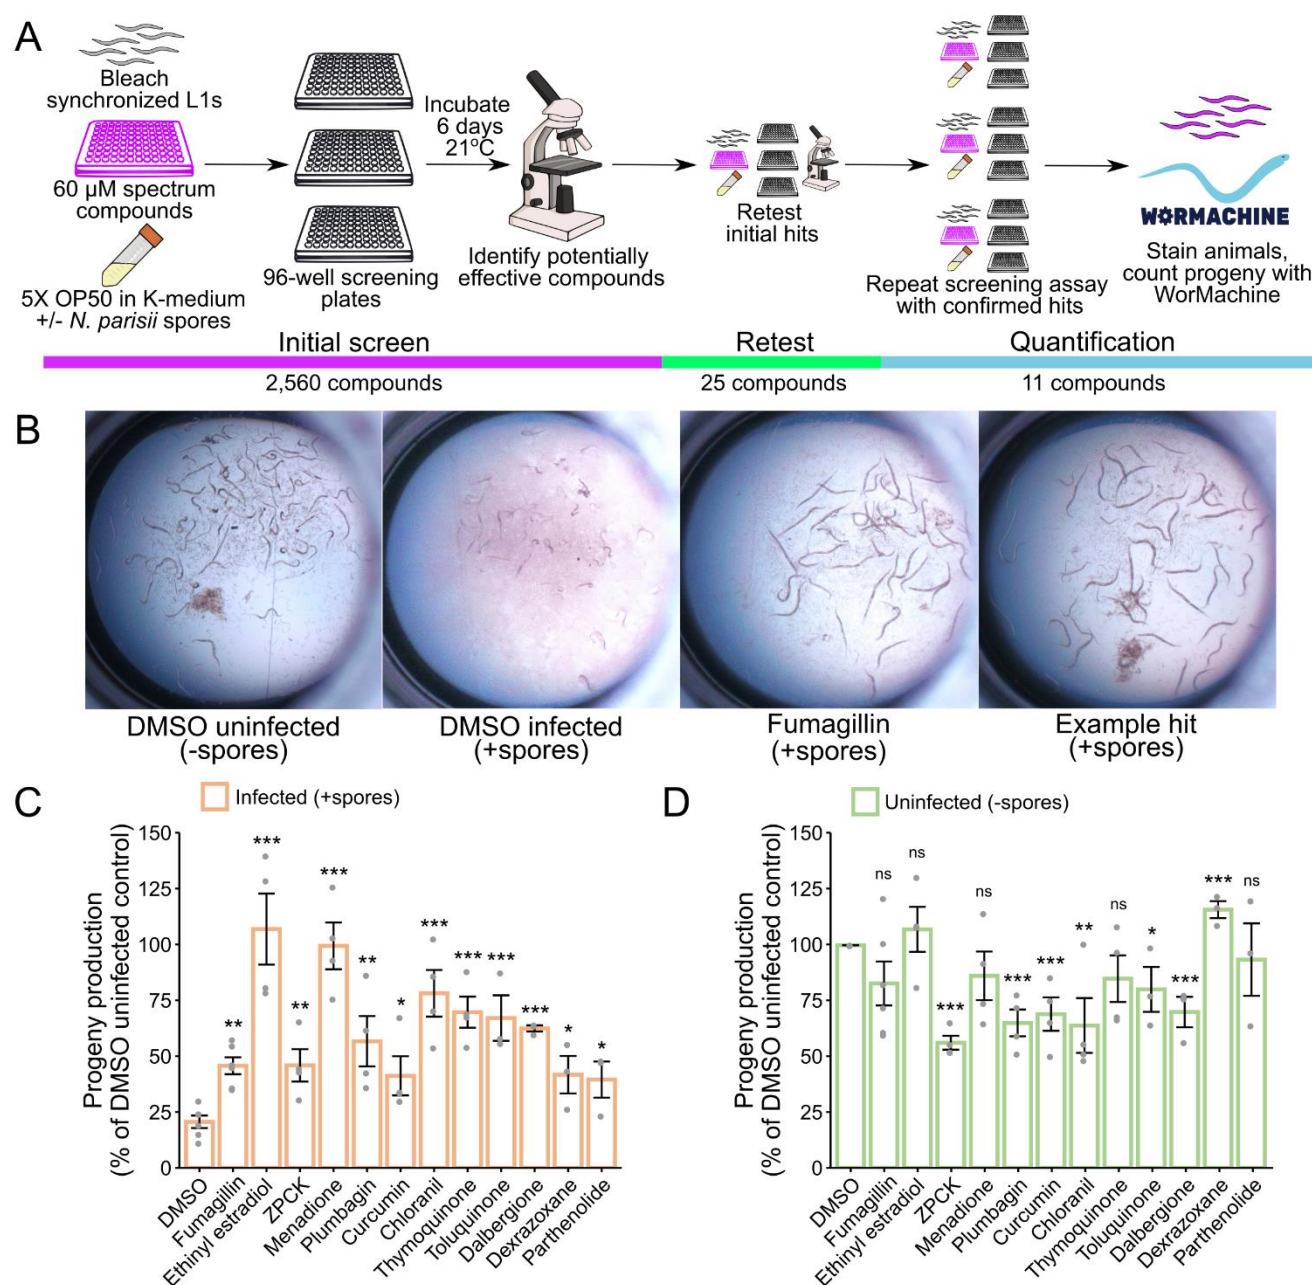 A
Bleach
synchronized L1s
60 µM spectrum
compounds
5X OP50 in K-medium
+/- N. parisii spores
96-well screening
plates
Incubate
6 days
21°C
Identify potentially
effective compounds
Retest
initial hits
Repeat screening assay
with confirmed hits
WORMACHINE
Stain animals,
count progeny with
WorMachine
Initial screen
Retest
Quantification
2,560 compounds
25 compounds
11 compounds
B
DMSO uninfected
(-spores)
DMSO infected
(+spores)
Fumagillin
(+spores)
Example hit
(+spores)
C
Infected (+spores)
Progeny production
(% of DMSO uninfected control)
150
125
100
75
50
25
0
**
***
**
***
**
*
***
***
***
***
*
*
DMSO
Fumagillin
Ethinyl estradiol
ZPCK
Menadione
Plumbagin
Curcumin
Chloranil
Thymoquinone
Toluquinone
Dalbergione
Dexrazoxane
Parthenolide
D
Uninfected (-spores)
Progeny production
(% of DMSO uninfected control)
150
125
100
75
50
25
0
ns
ns
***
ns
***
***
**
ns
*
***
***
ns
DMSO
Fumagillin
Ethinyl estradiol
ZPCK
Menadione
Plumbagin
Curcumin
Chloranil
Thymoquinone
Toluquinone
Dalbergione
Dexrazoxane
Parthenolide